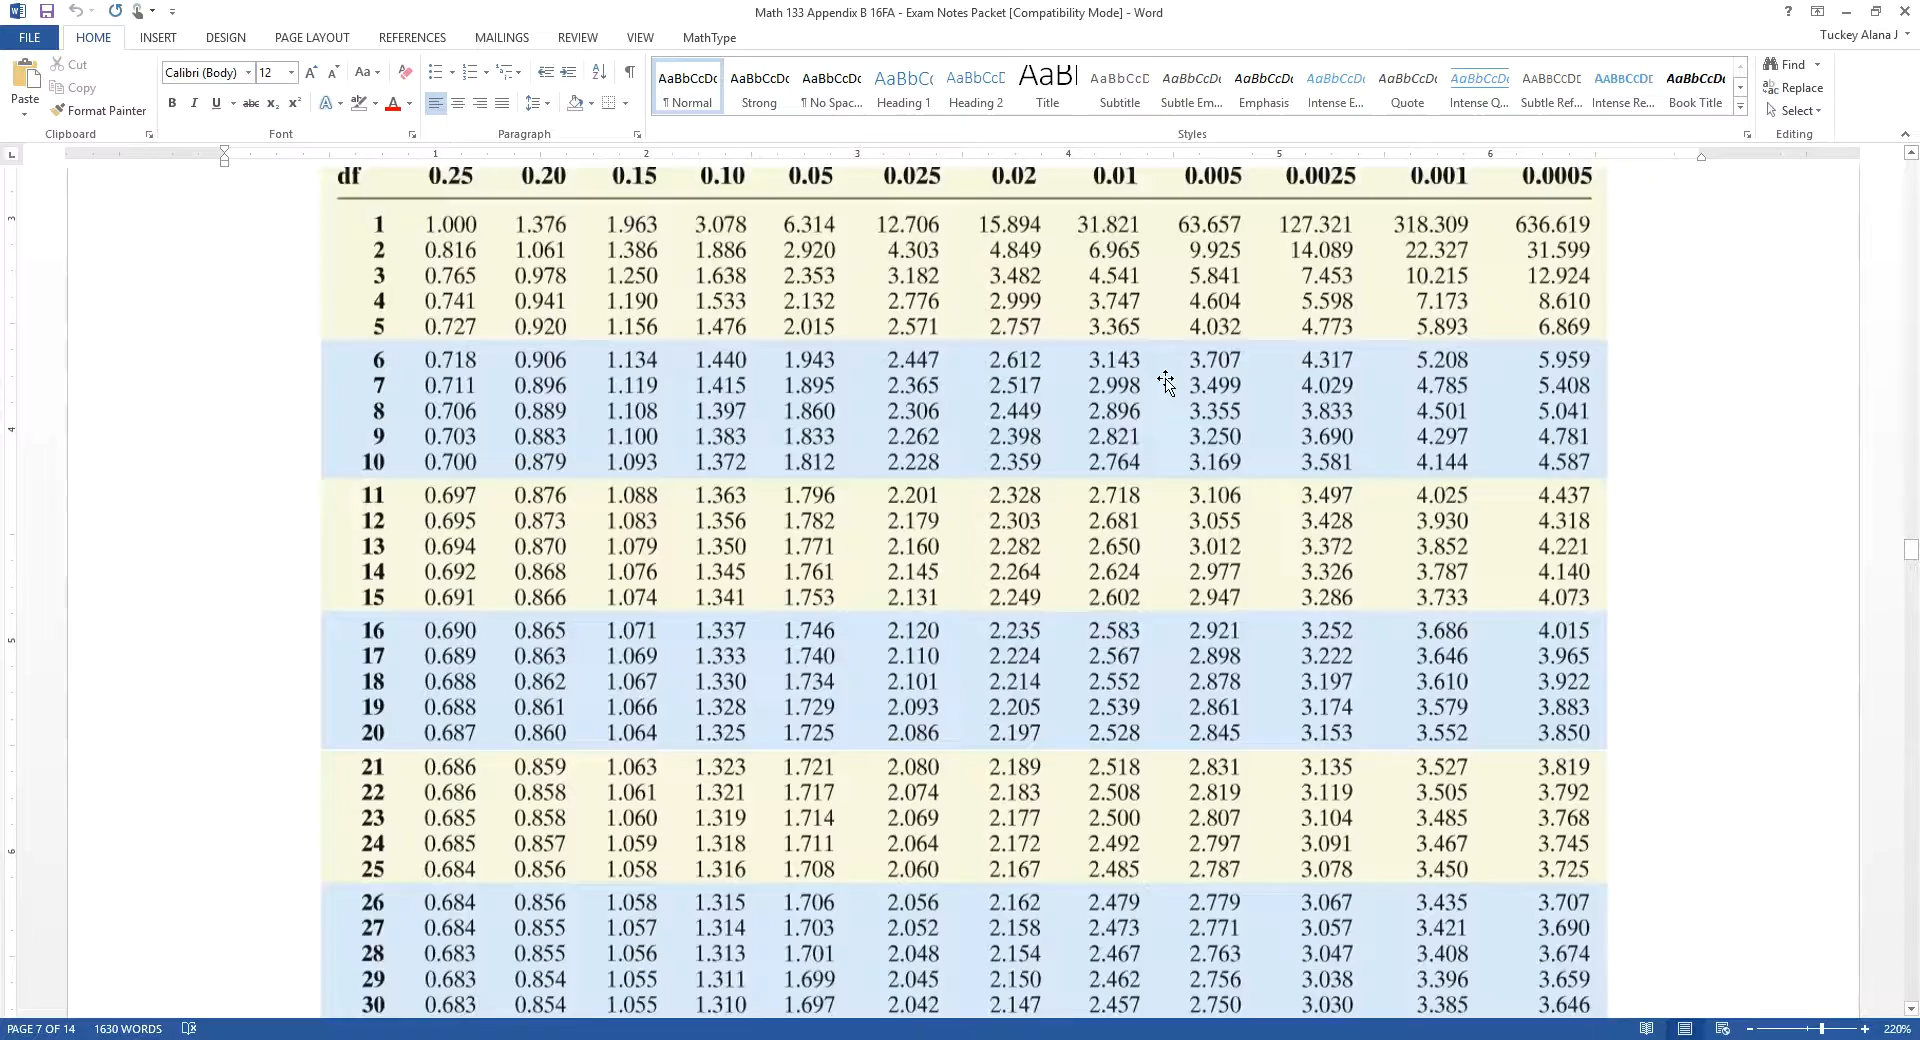 Math 133 Appendix B 16FA - Exam Notes Packet [Compatibility Mode] - Word
FILE HOME INSERT DESIGN PAGE LAYOUT REFERENCES MAILINGS REVIEW VIEW MathType Tuckey Alana J
Paste Cut Copy Format Painter Clipboard
Calibri (Body) 12 Aa B I U abc x₂ x² A A Font
Paragraph
AaBbCcDc AaBbCcDc AaBbCcDc AaBbC( AaBbCcD AaBl AaBbCcD AaBbCcDc AaBbCcDc AaBbCcDc AaBbCcDc AaBbCcDc AABBCCDE AABBCCDE AaBbCcDc
¶ Normal Strong ¶ No Spac... Heading 1 Heading 2 Title Subtitle Subtle Em... Emphasis Intense E... Quote Intense Q... Subtle Ref... Intense Re... Book Title
Styles
Find
Replace
Select
Editing
1 2 3 4 5 6
3
4
5
6
df 0.25 0.20 0.15 0.10 0.05 0.025 0.02 0.01 0.005 0.0025 0.001 0.0005
1 1.000 1.376 1.963 3.078 6.314 12.706 15.894 31.821 63.657 127.321 318.309 636.619
2 0.816 1.061 1.386 1.886 2.920 4.303 4.849 6.965 9.925 14.089 22.327 31.599
3 0.765 0.978 1.250 1.638 2.353 3.182 3.482 4.541 5.841 7.453 10.215 12.924
4 0.741 0.941 1.190 1.533 2.132 2.776 2.999 3.747 4.604 5.598 7.173 8.610
5 0.727 0.920 1.156 1.476 2.015 2.571 2.757 3.365 4.032 4.773 5.893 6.869
6 0.718 0.906 1.134 1.440 1.943 2.447 2.612 3.143 3.707 4.317 5.208 5.959
7 0.711 0.896 1.119 1.415 1.895 2.365 2.517 2.998 3.499 4.029 4.785 5.408
8 0.706 0.889 1.108 1.397 1.860 2.306 2.449 2.896 3.355 3.833 4.501 5.041
9 0.703 0.883 1.100 1.383 1.833 2.262 2.398 2.821 3.250 3.690 4.297 4.781
10 0.700 0.879 1.093 1.372 1.812 2.228 2.359 2.764 3.169 3.581 4.144 4.587
11 0.697 0.876 1.088 1.363 1.796 2.201 2.328 2.718 3.106 3.497 4.025 4.437
12 0.695 0.873 1.083 1.356 1.782 2.179 2.303 2.681 3.055 3.428 3.930 4.318
13 0.694 0.870 1.079 1.350 1.771 2.160 2.282 2.650 3.012 3.372 3.852 4.221
14 0.692 0.868 1.076 1.345 1.761 2.145 2.264 2.624 2.977 3.326 3.787 4.140
15 0.691 0.866 1.074 1.341 1.753 2.131 2.249 2.602 2.947 3.286 3.733 4.073
16 0.690 0.865 1.071 1.337 1.746 2.120 2.235 2.583 2.921 3.252 3.686 4.015
17 0.689 0.863 1.069 1.333 1.740 2.110 2.224 2.567 2.898 3.222 3.646 3.965
18 0.688 0.862 1.067 1.330 1.734 2.101 2.214 2.552 2.878 3.197 3.610 3.922
19 0.688 0.861 1.066 1.328 1.729 2.093 2.205 2.539 2.861 3.174 3.579 3.883
20 0.687 0.860 1.064 1.325 1.725 2.086 2.197 2.528 2.845 3.153 3.552 3.850
21 0.686 0.859 1.063 1.323 1.721 2.080 2.189 2.518 2.831 3.135 3.527 3.819
22 0.686 0.858 1.061 1.321 1.717 2.074 2.183 2.508 2.819 3.119 3.505 3.792
23 0.685 0.858 1.060 1.319 1.714 2.069 2.177 2.500 2.807 3.104 3.485 3.768
24 0.685 0.857 1.059 1.318 1.711 2.064 2.172 2.492 2.797 3.091 3.467 3.745
25 0.684 0.856 1.058 1.316 1.708 2.060 2.167 2.485 2.787 3.078 3.450 3.725
26 0.684 0.856 1.058 1.315 1.706 2.056 2.162 2.479 2.779 3.067 3.435 3.707
27 0.684 0.855 1.057 1.314 1.703 2.052 2.158 2.473 2.771 3.057 3.421 3.690
28 0.683 0.855 1.056 1.313 1.701 2.048 2.154 2.467 2.763 3.047 3.408 3.674
29 0.683 0.854 1.055 1.311 1.699 2.045 2.150 2.462 2.756 3.038 3.396 3.659
30 0.683 0.854 1.055 1.310 1.697 2.042 2.147 2.457 2.750 3.030 3.385 3.646
PAGE 7 OF 14 1630 WORDS 220%